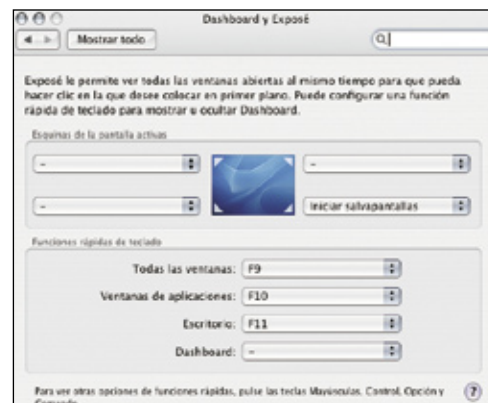 Dashboard y Exposé
Mostrar todo
Exposé le permite ver todas las ventanas abiertas al mismo tiempo para que pueda
hacer clic en la que desee colocar en primer plano. Puede configurar una función
rápida de teclado para mostrar u ocultar Dashboard.
Esquinas de la pantalla activas
- -
- Iniciar salvapantallas
Funciones rápidas de teclado
Todas las ventanas: F9
Ventanas de aplicaciones: F10
Escritorio: F11
Dashboard: -
Para ver otras opciones de funciones rápidas, pulse las teclas Mayúsculas, Control, Opción y
Comando
?